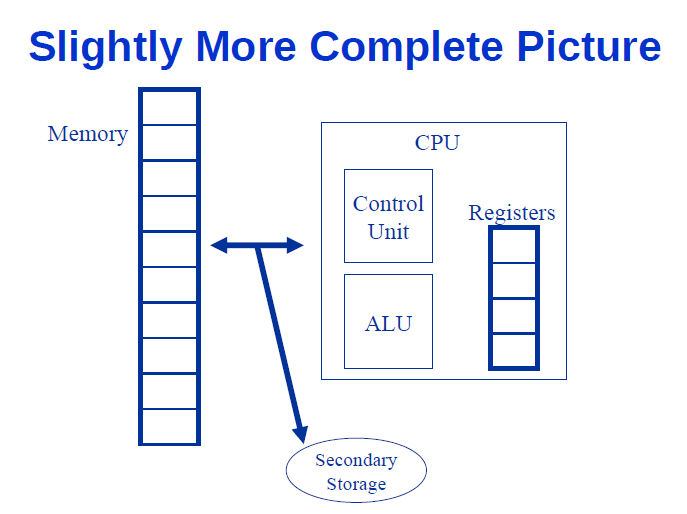 Slightly More Complete Picture
Memory
CPU
Control
Unit
Registers
ALU
Secondary
Storage